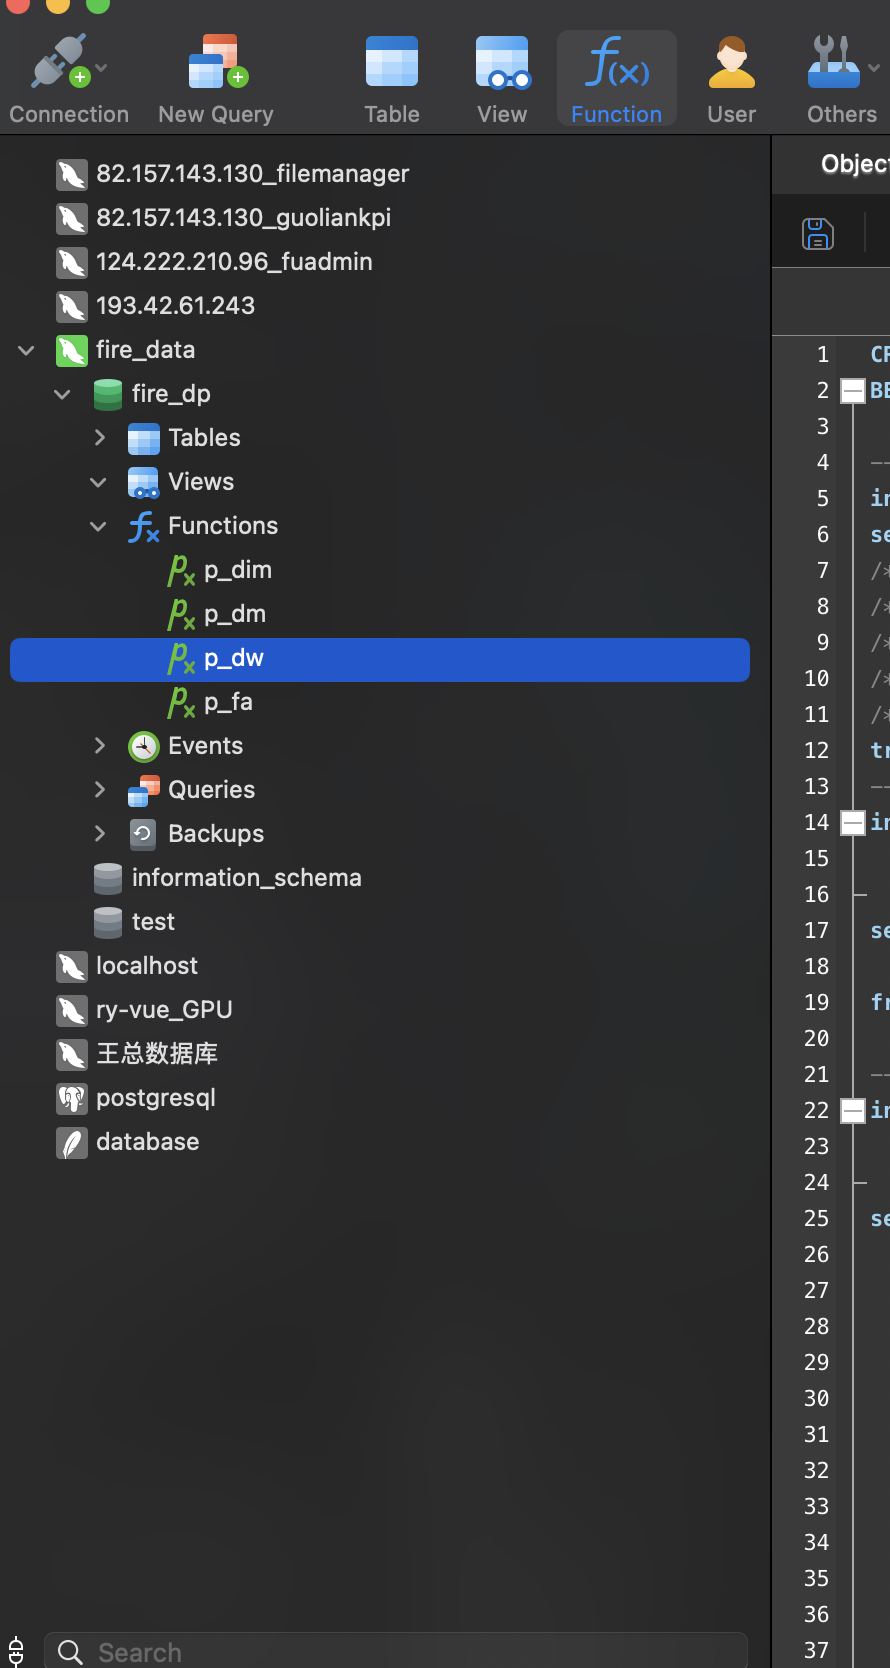 Connection
New Query
Table
View
Function
User
Others
82.157.143.130_filemanager
82.157.143.130_guoliankpi
124.222.210.96_fuadmin
193.42.61.243
fire_data
fire_dp
Tables
Views
Functions
p_dim
p_dm
p_dw
p_fa
Events
Queries
Backups
information_schema
test
localhost
ry-vue_GPU
王总数据库
postgresql
database
Search
Objec
1 CR
2 BE
3
4 --
5 in
6 se
7 /*
8 /*
9 /*
10 /*
11 /*
12 tr
13 --
14 in
15
16
17 se
18
19 fr
20
21 --
22 in
23
24
25 se
26
27
28
29
30
31
32
33
34
35
36
37